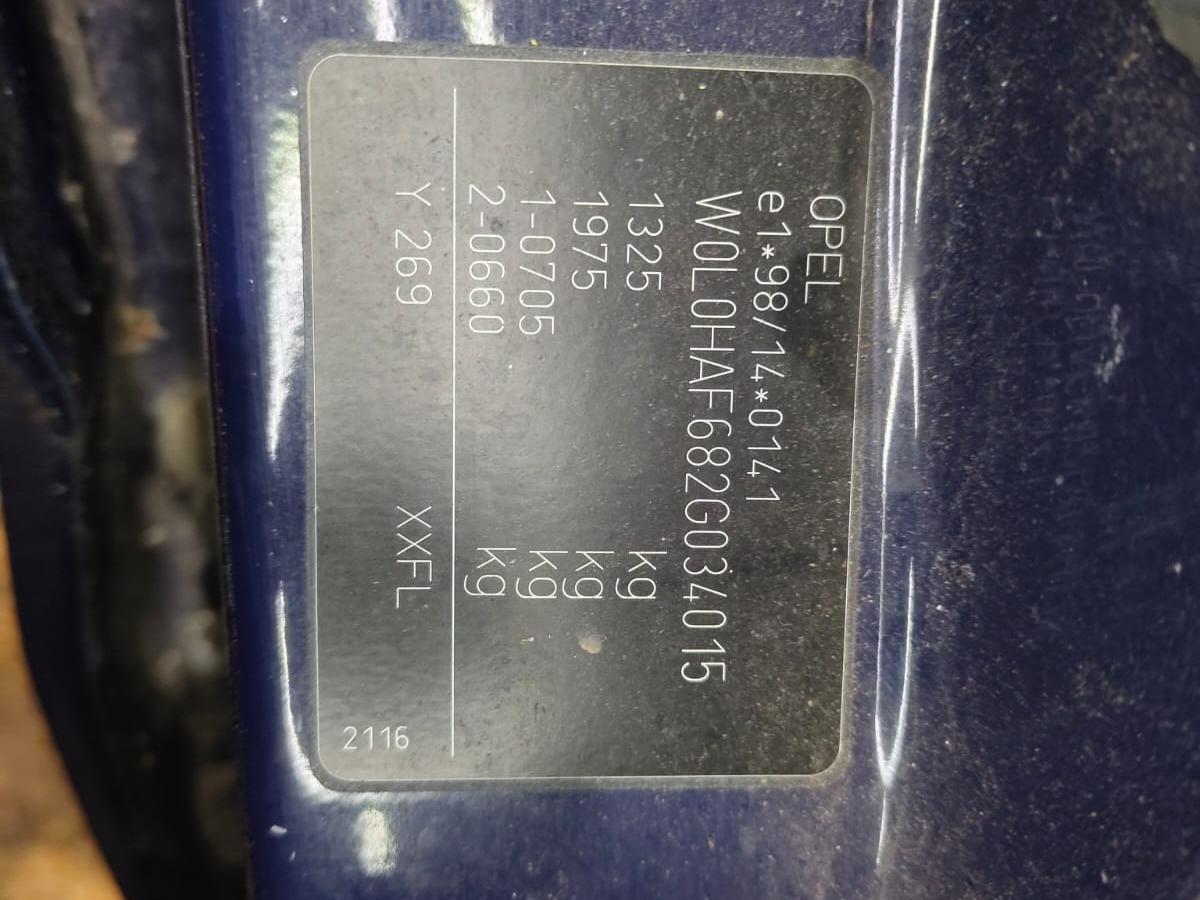 OPEL
e1*98/14*0141
W0L0HAF682G034015
1325 kg
1975 kg
1-0705 kg
2-0660 kg
Y 269 XXFL
2116